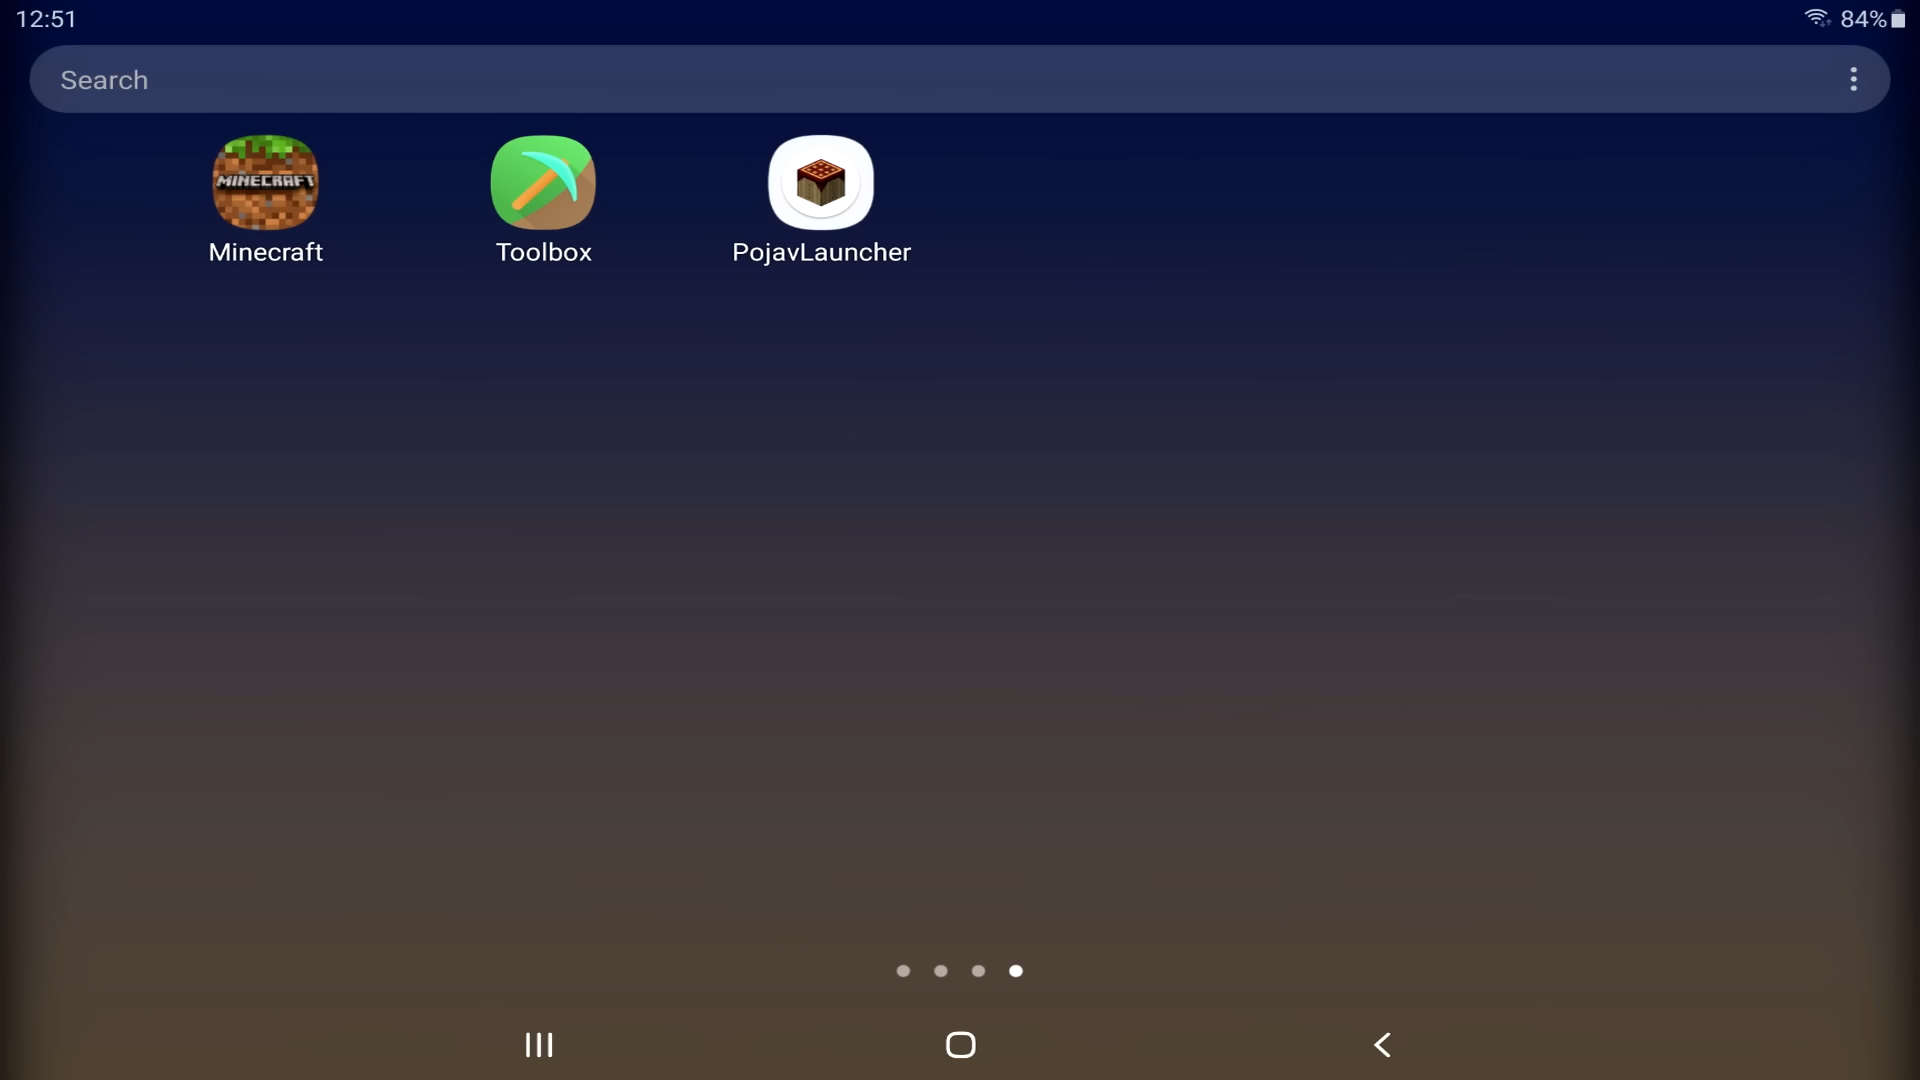 12:51
84%
Search
MINECRAFT
Minecraft
Toolbox
PojavLauncher